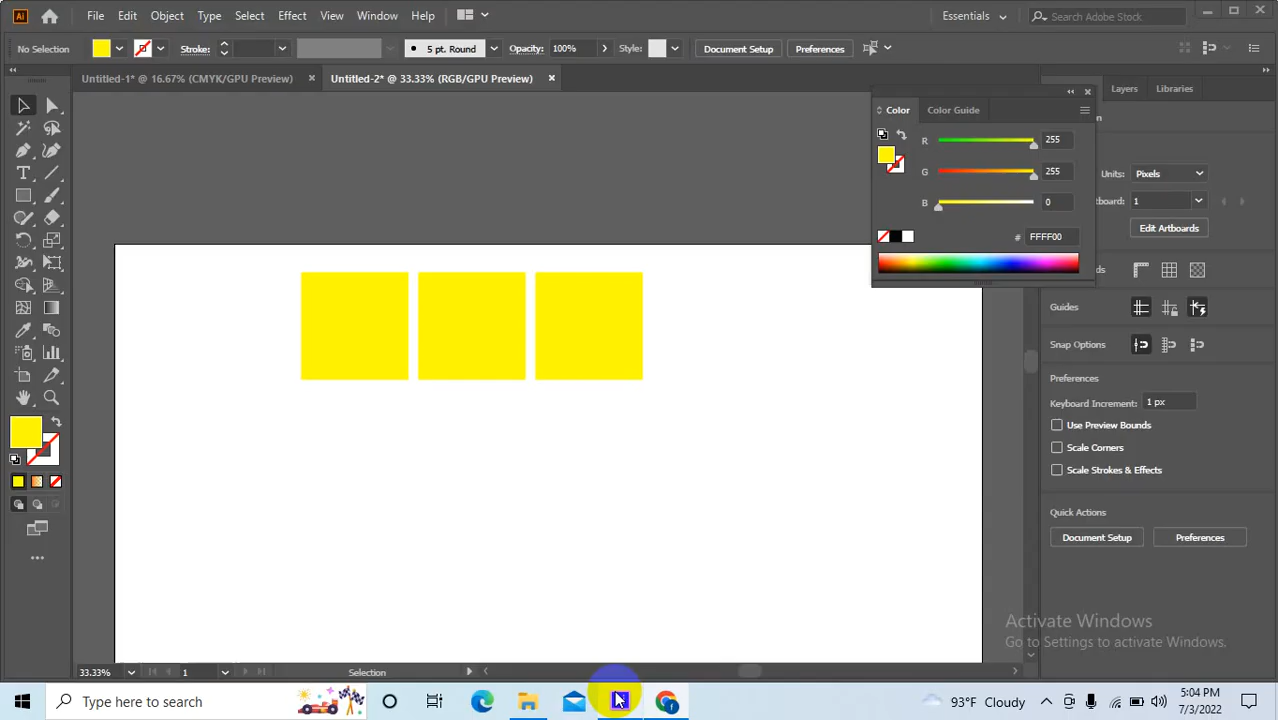 Ai File Edit Object Type Select Effect View Window Help Essentials Search Adobe Stock
No Selection Stroke: 5 pt. Round Opacity: 100% Style: Document Setup Preferences
Untitled-1* @ 16.67% (CMYK/GPU Preview) Untitled-2* @ 33.33% (RGB/GPU Preview)
Layers Libraries
Color Color Guide
R 255
G 255
B 0
# FFFF00
Units: Pixels
1
Edit Artboards
Guides
Snap Options
Preferences
Keyboard Increment: 1 px
Use Preview Bounds
Scale Corners
Scale Strokes & Effects
Quick Actions
Document Setup Preferences
Activate Windows
Go to Settings to activate Windows.
33.33% 1 Selection
Type here to search 93°F Cloudy 5:04 PM
7/3/2022